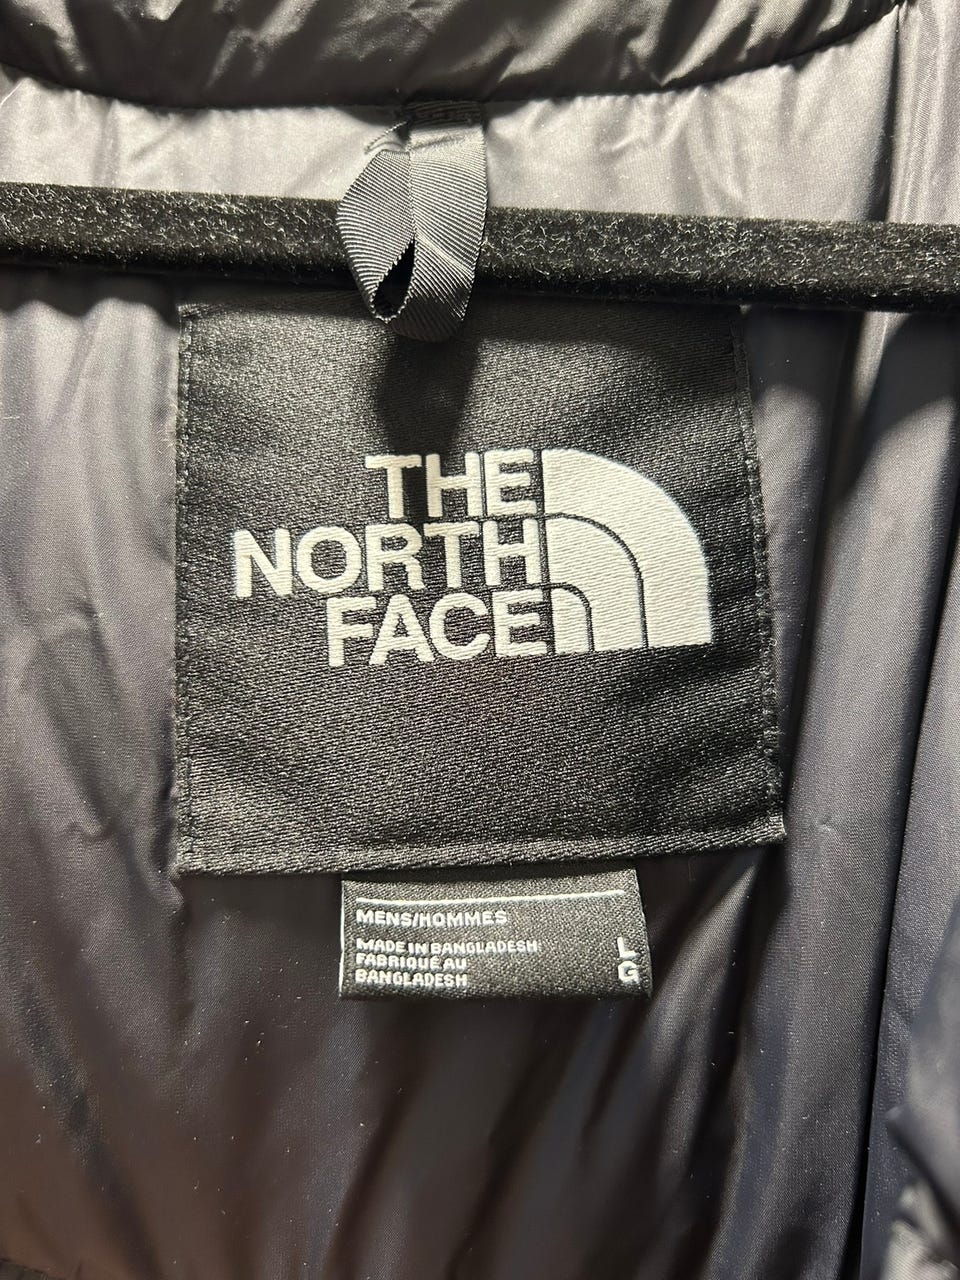 THE
NORTH
FACE
MENS/HOMMES
MADE IN BANGLADESH
FABRIQUÉ AU
BANGLADESH
L
G